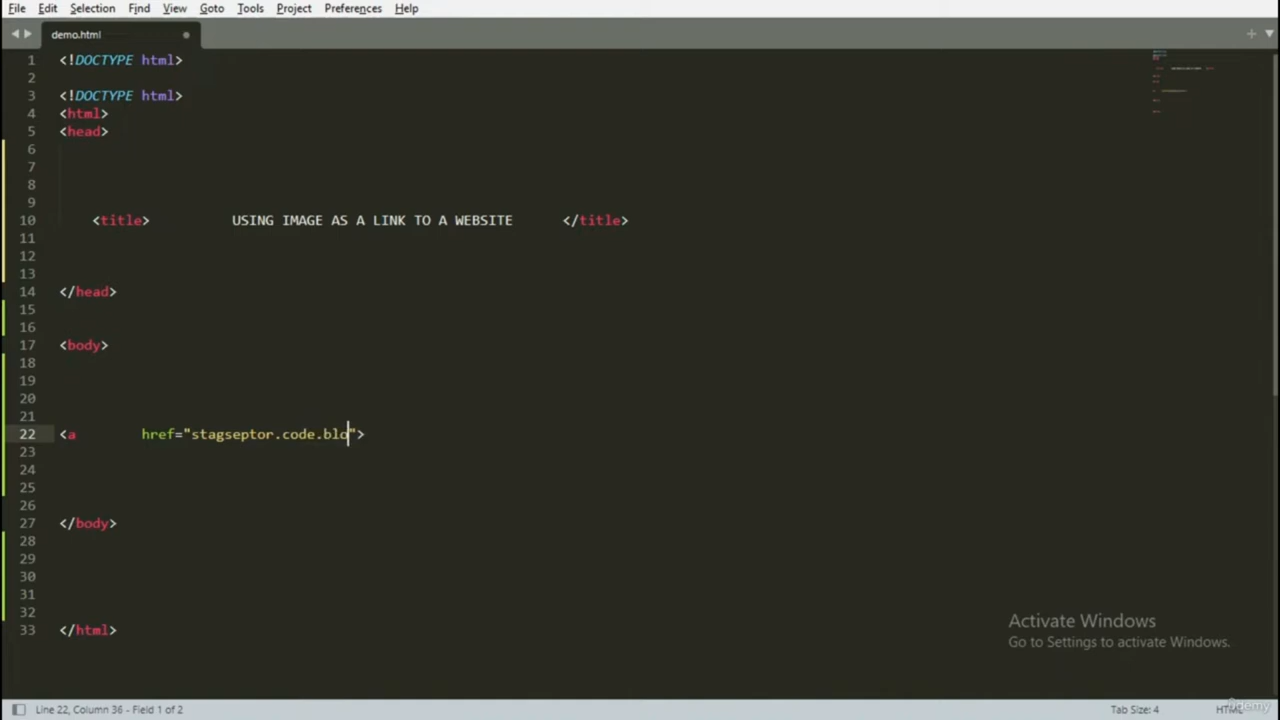 File Edit Selection Find View Goto Tools Project Preferences Help
demo.html
1 <!DOCTYPE html>
2
3 <!DOCTYPE html>
4 <html>
5 <head>
6
7
8
9
10 <title> USING IMAGE AS A LINK TO A WEBSITE </title>
11
12
13
14 </head>
15
16
17 <body>
18
19
20
21
22 <a href="stagseptor.code.blo">
23
24
25
26
27 </body>
28
29
30
31
32
33 </html>
Activate Windows
Go to Settings to activate Windows.
Line 22, Column 36 - Field 1 of 2
Tab Size: 4
HTML
Udemy